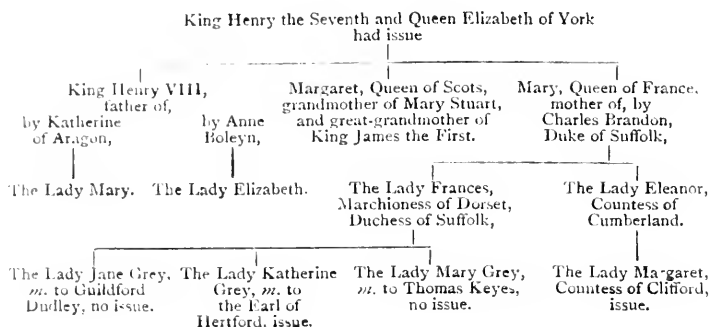 King Henry the Seventh and Queen Elizabeth of York
had issue
King Henry VIII,
father of,
by Katherine
of Aragon,
by Anne
Boleyn,
Margaret, Queen of Scots,
grandmother of Mary Stuart,
and great-grandmother of
King James the First.
Mary, Queen of France,
mother of, by
Charles Brandon,
Duke of Suffolk,
The Lady Mary.
The Lady Elizabeth.
The Lady Frances,
Marchioness of Dorset,
Duchess of Suffolk,
The Lady Eleanor,
Countess of
Cumberland.
The Lady Jane Grey,
m. to Guildford
Dudley, no issue.
The Lady Katherine
Grey, m. to
the Earl of
Hertford, issue.
The Lady Mary Grey,
m. to Thomas Keyes,
no issue.
The Lady Margaret,
Countess of Clifford,
issue.